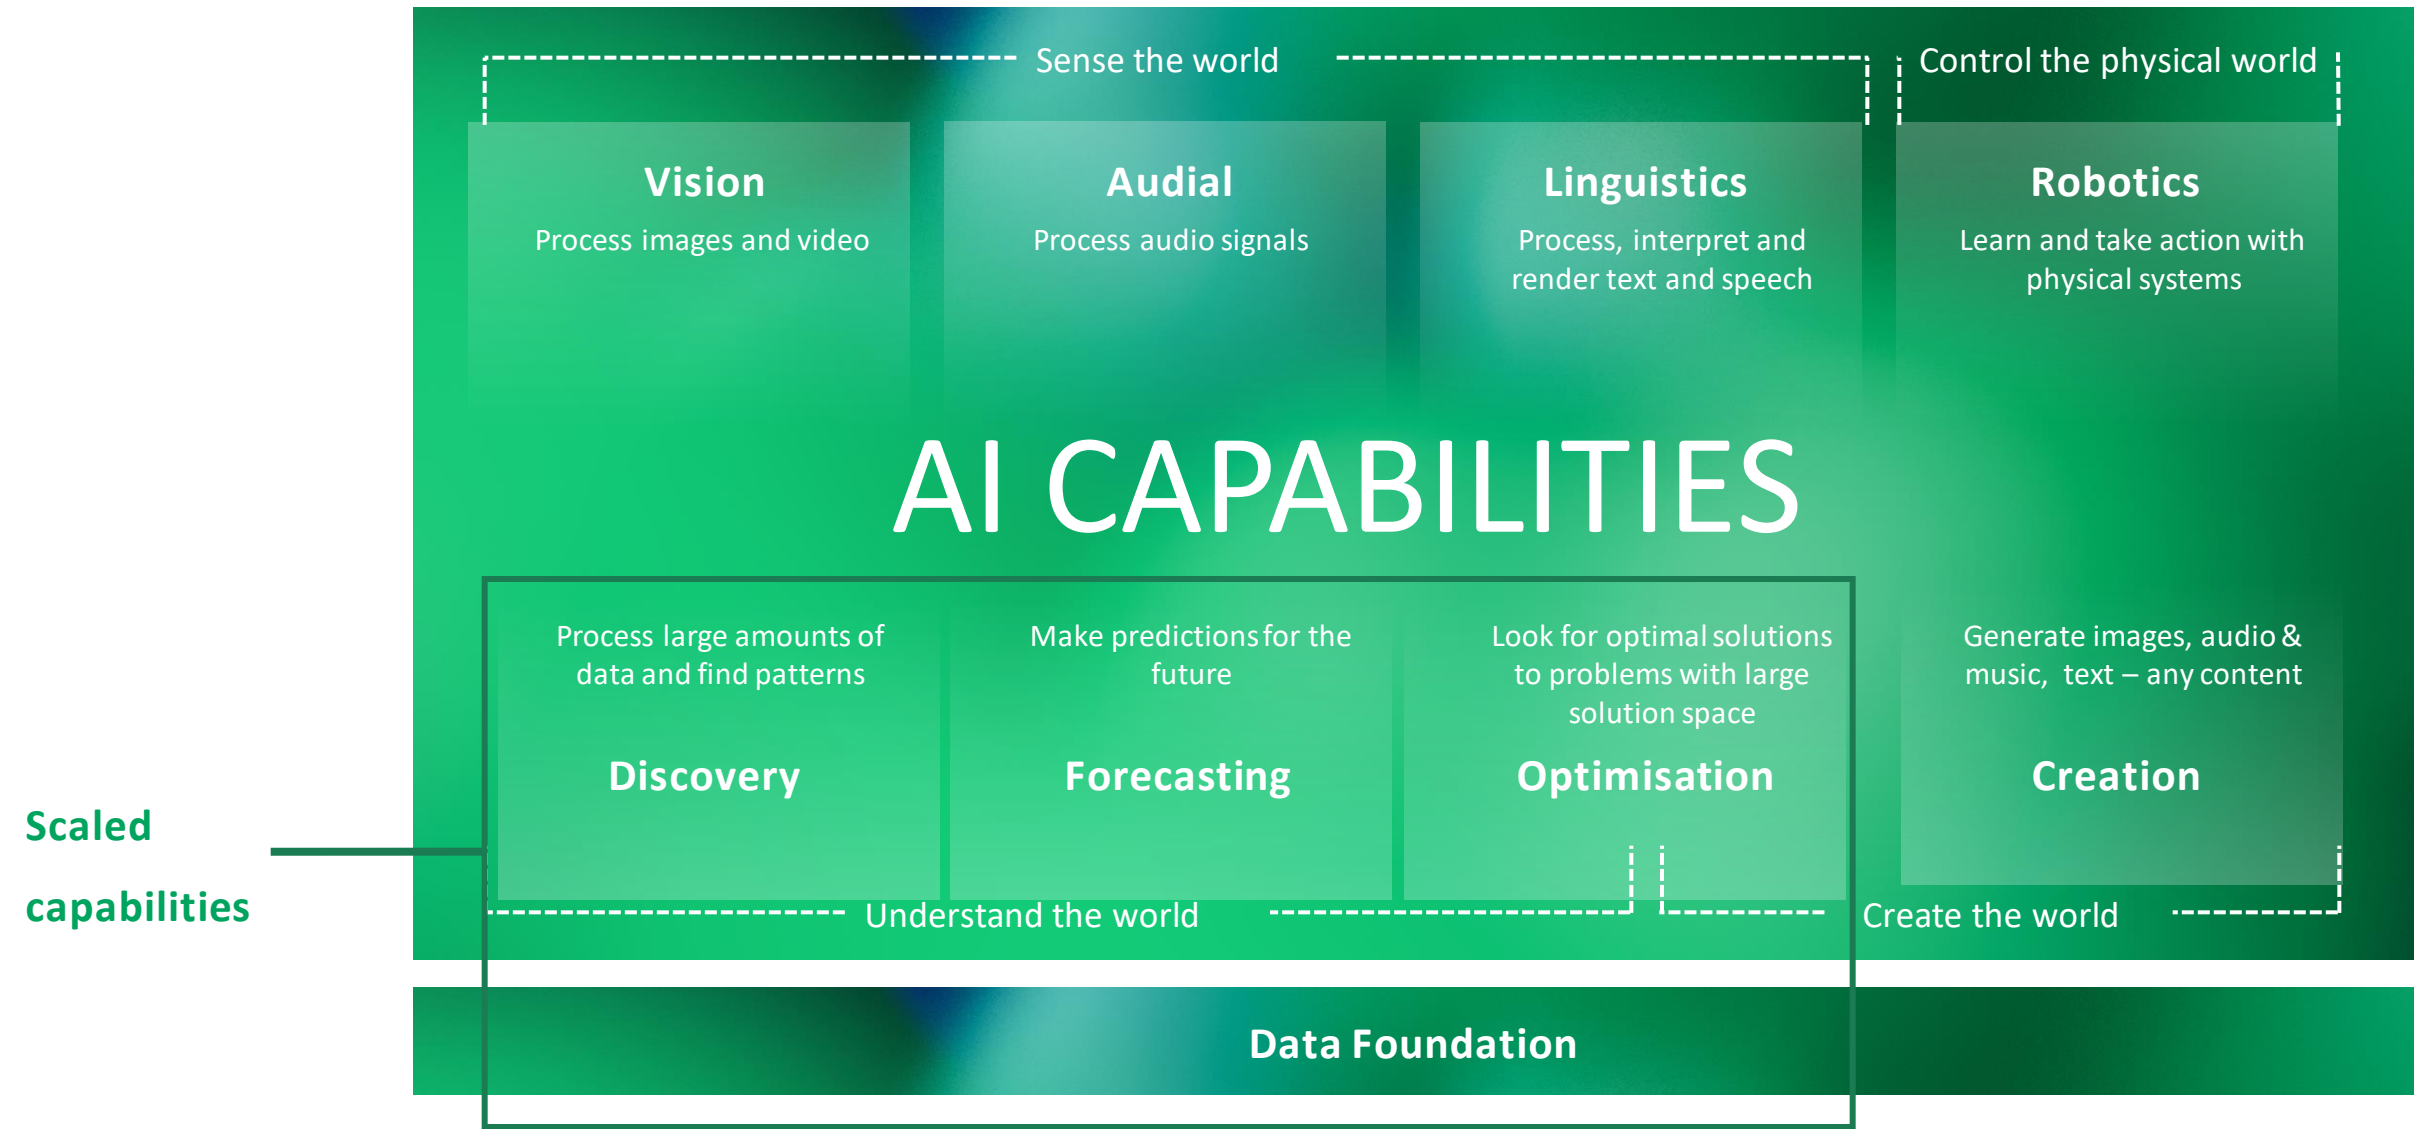 Sense the world
Control the physical world
Vision
Process images and video
Audial
Process audio signals
Linguistics
Process, interpret and
render text and speech
Robotics
Learn and take action with
physical systems
AI CAPABILITIES
Process large amounts of
data and find patterns
Discovery
Make predictions for the
future
Forecasting
Look for optimal solutions
to problems with large
solution space
Optimisation
Generate images, audio &
music, text – any content
Creation
Scaled
capabilities
Understand the world
Create the world
Data Foundation